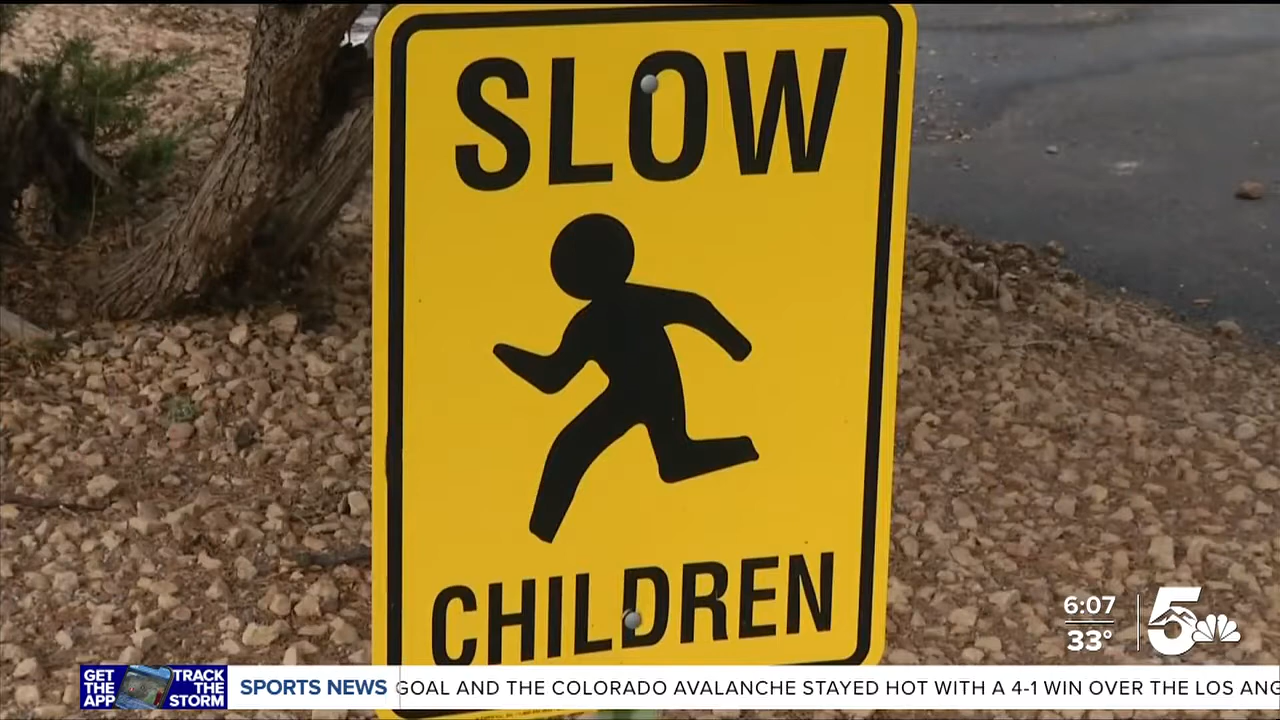 SLOW
CHILDREN
6:07
33°
5
GET THE APP
TRACK THE STORM
SPORTS NEWS
GOAL AND THE COLORADO AVALANCHE STAYED HOT WITH A 4-1 WIN OVER THE LOS ANG